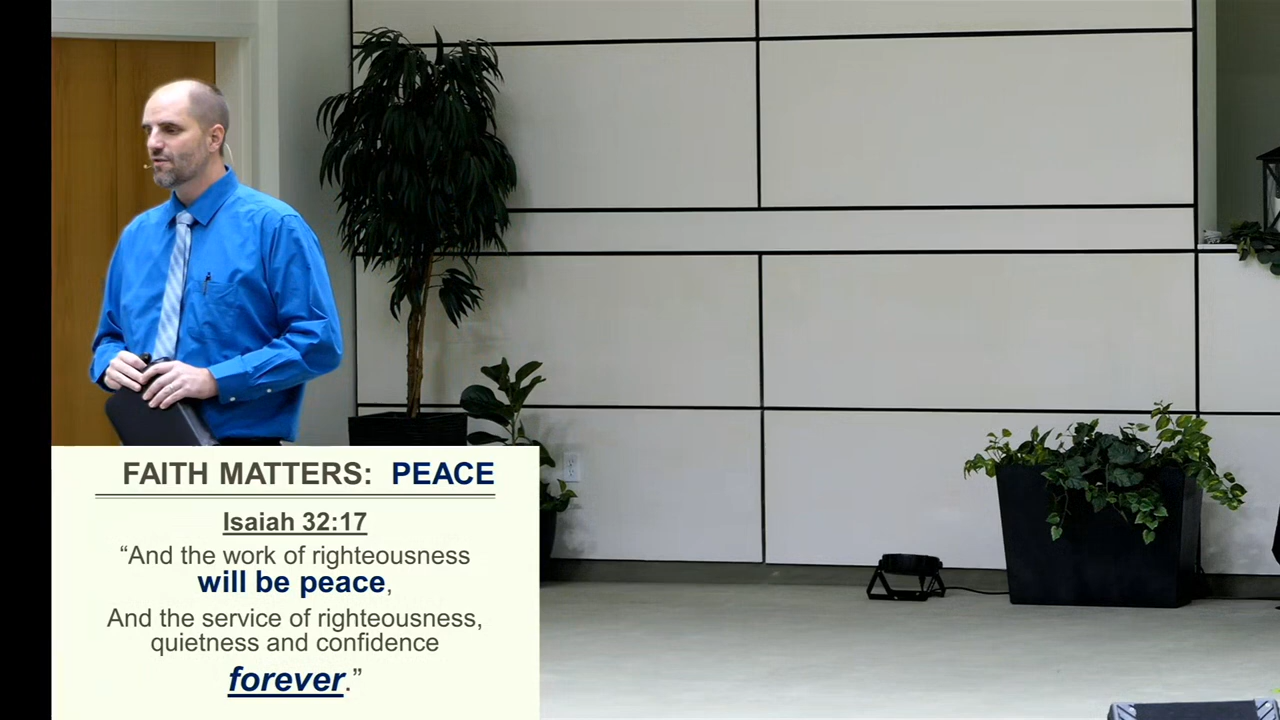 FAITH MATTERS: PEACE
Isaiah 32:17
“And the work of righteousness
will be peace,
And the service of righteousness,
quietness and confidence
forever.”